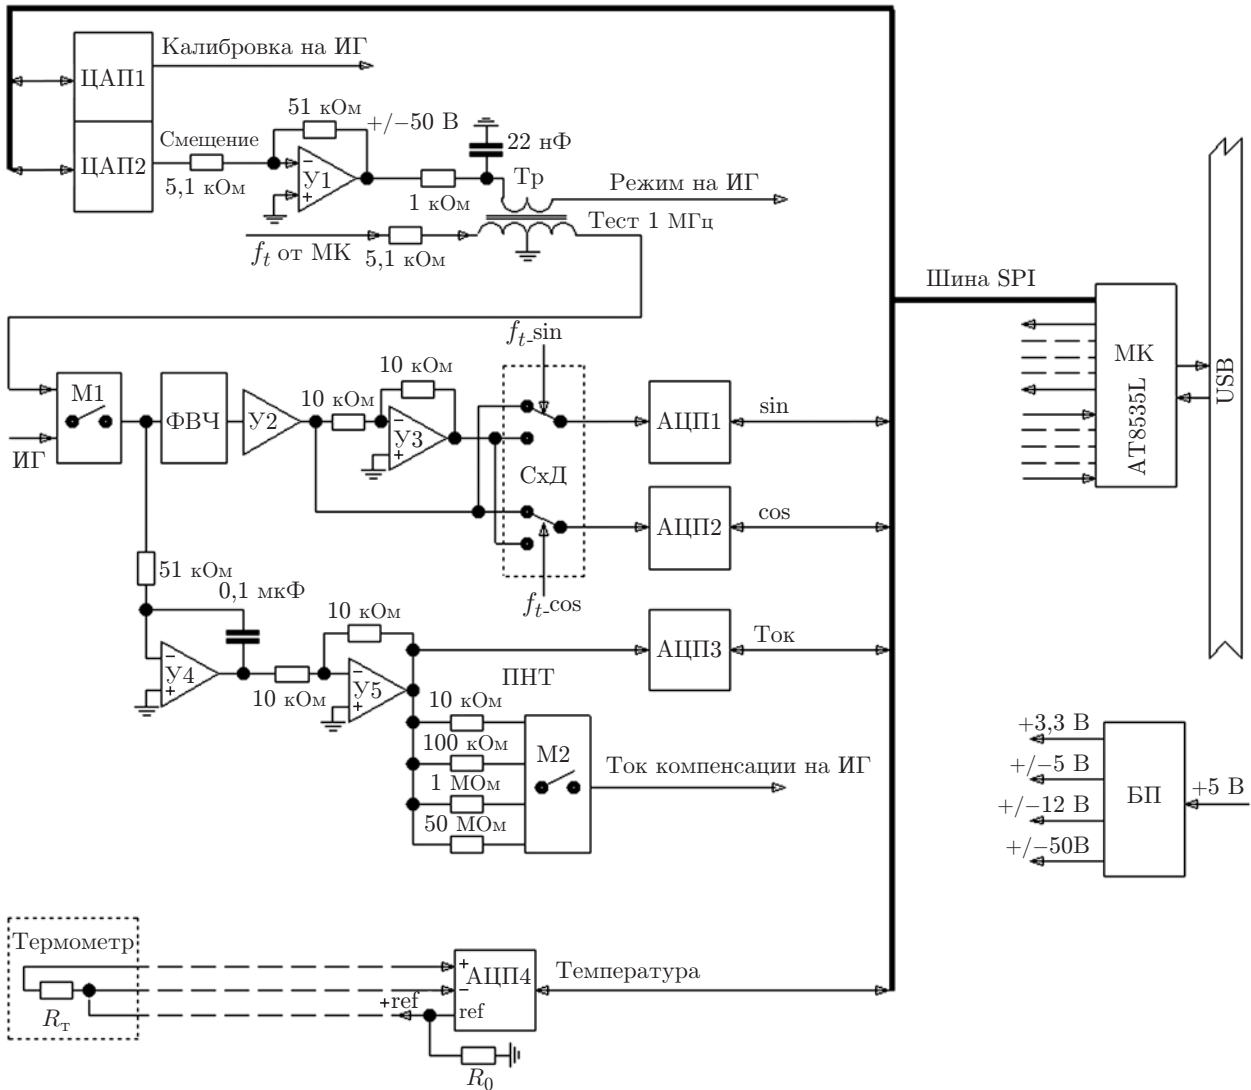 Калибровка на ИГ
ЦАП1
51 кОм
+/−50 В
Смещение
22 нФ
ЦАП2
−
У1
+
5,1 кОм
1 кОм
Тр
Режим на ИГ
Тест 1 МГц
f_t от МК
5,1 кОм
Шина SPI
f_t-sin
МК
AT8535L
USB
10 кОм
М1
10 кОм
АЦП1
sin
ФВЧ
У2
−
У3
+
ИГ
СхД
АЦП2
cos
51 кОм
0,1 мкФ
f_t-cos
10 кОм
АЦП3
Ток
−
У4
+
10 кОм
−
У5
+
ПНТ
10 кОм
100 кОм
М2
1 МОм
50 МОм
Ток компенсации на ИГ
+3,3 В
+/−5 В
+/−12 В
+/−50В
БП
+5 В
Термометр
+
АЦП4
−
Температура
+ref
ref
R_т
R_0